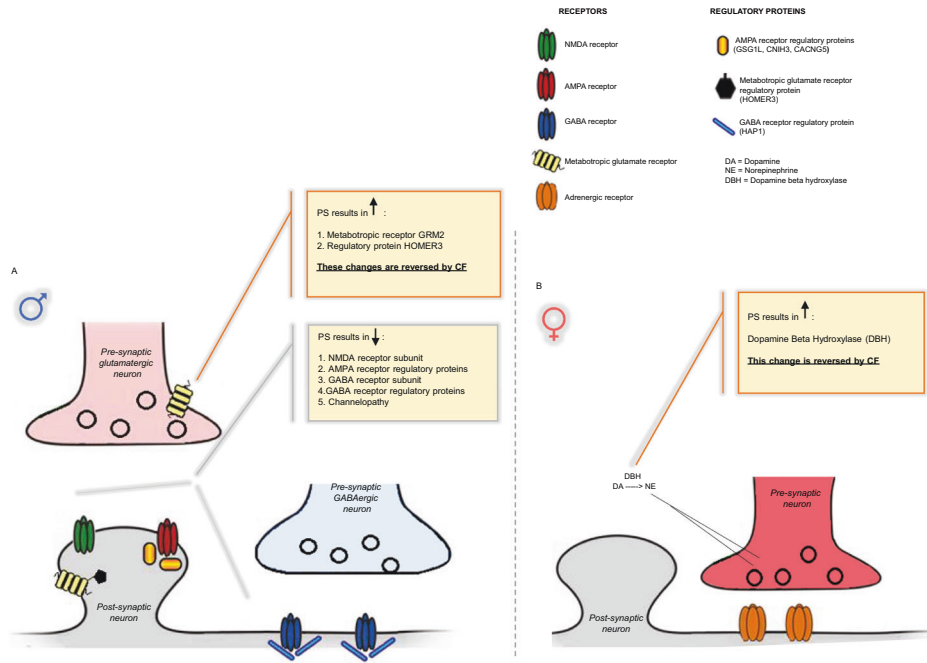 RECEPTORS
REGULATORY PROTEINS
NMDA receptor
AMPA receptor
GABA receptor
Metabotropic glutamate receptor
Adrenergic receptor
AMPA receptor regulatory proteins
(GSG1L, CNIH3, CACNG5)
Metabotropic glutamate receptor
regulatory protein
(HOMER3)
GABA receptor regulatory protein
(HAP1)
DA = Dopamine
NE = Norepinephrine
DBH = Dopamine beta hydroxylase
A
PS results in ↑ :
1. Metabotropic receptor GRM2
2. Regulatory protein HOMER3
These changes are reversed by CF
PS results in ↓ :
1. NMDA receptor subunit
2. AMPA receptor regulatory proteins
3. GABA receptor subunit
4.GABA receptor regulatory proteins
5. Channelopathy
Pre-synaptic
glutamatergic
neuron
Pre-synaptic
GABAergic
neuron
Post-synaptic
neuron
B
PS results in ↑ :
Dopamine Beta Hydroxylase (DBH)
This change is reversed by CF
DBH
DA -----> NE
Pre-synaptic
neuron
Post-synaptic
neuron